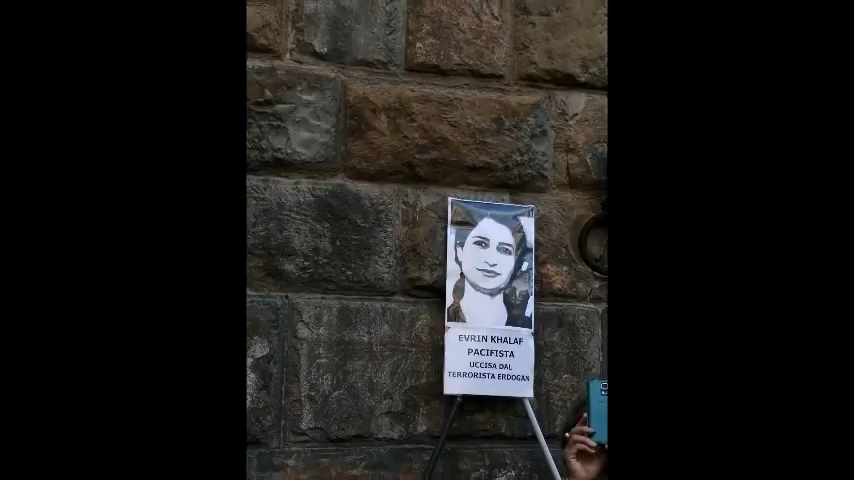 EVRIN KHALAF
PACIFISTA
UCCISA DAL
TERRORISTA ERDOGAN